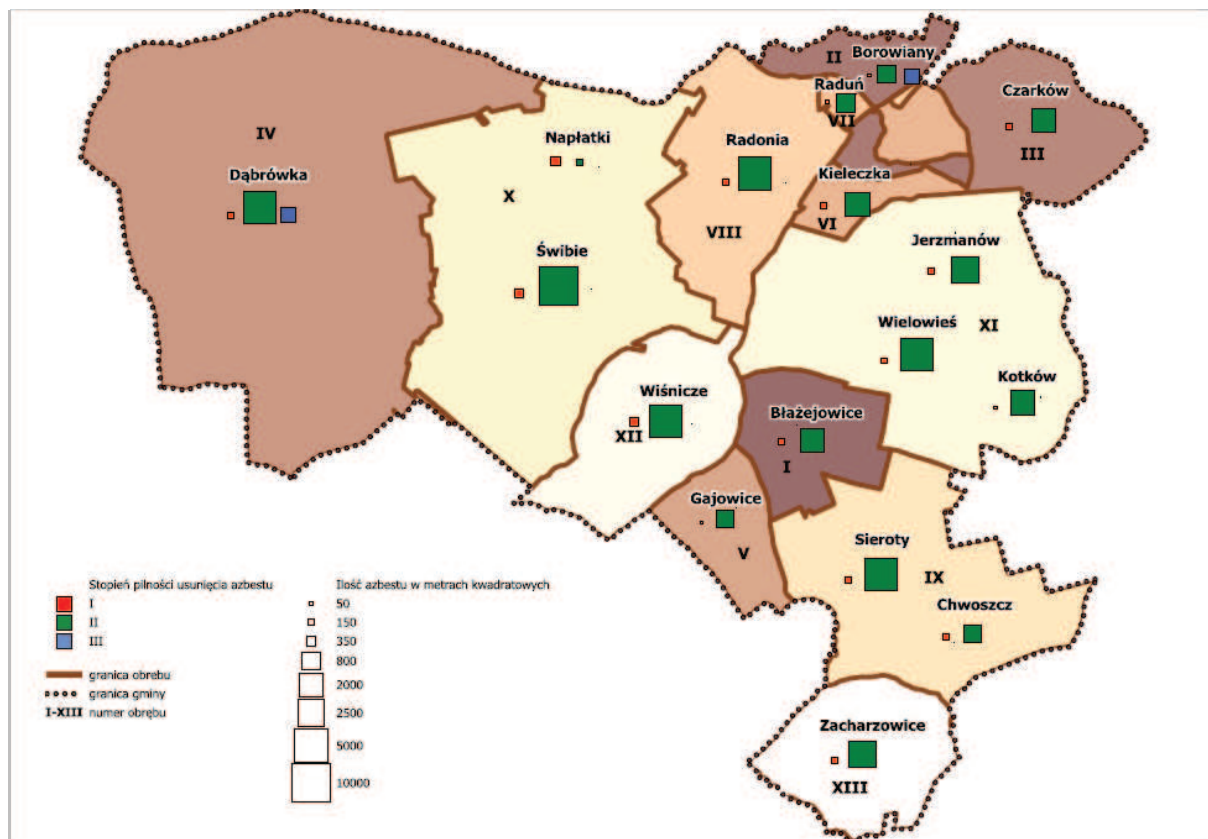 Borowiany
II
Raduń
VII
Czarków
III
IV
Napłatki
Radonia
Kieleczka
Dąbrówka
X
VI
VIII
Jerzmanów
Świbie
Wielowieś
XI
Kotków
Wiśnicze
XII
Błażejowice
I
Gajowice
V
Sieroty
IX
Chwoszcz
Zacharzowice
XIII
Stopień pilności usunięcia azbestu
I
II
III
granica obrębu
granica gminy
I-XIII numer obrębu
Ilość azbestu w metrach kwadratowych
50
150
350
800
2000
2500
5000
10000